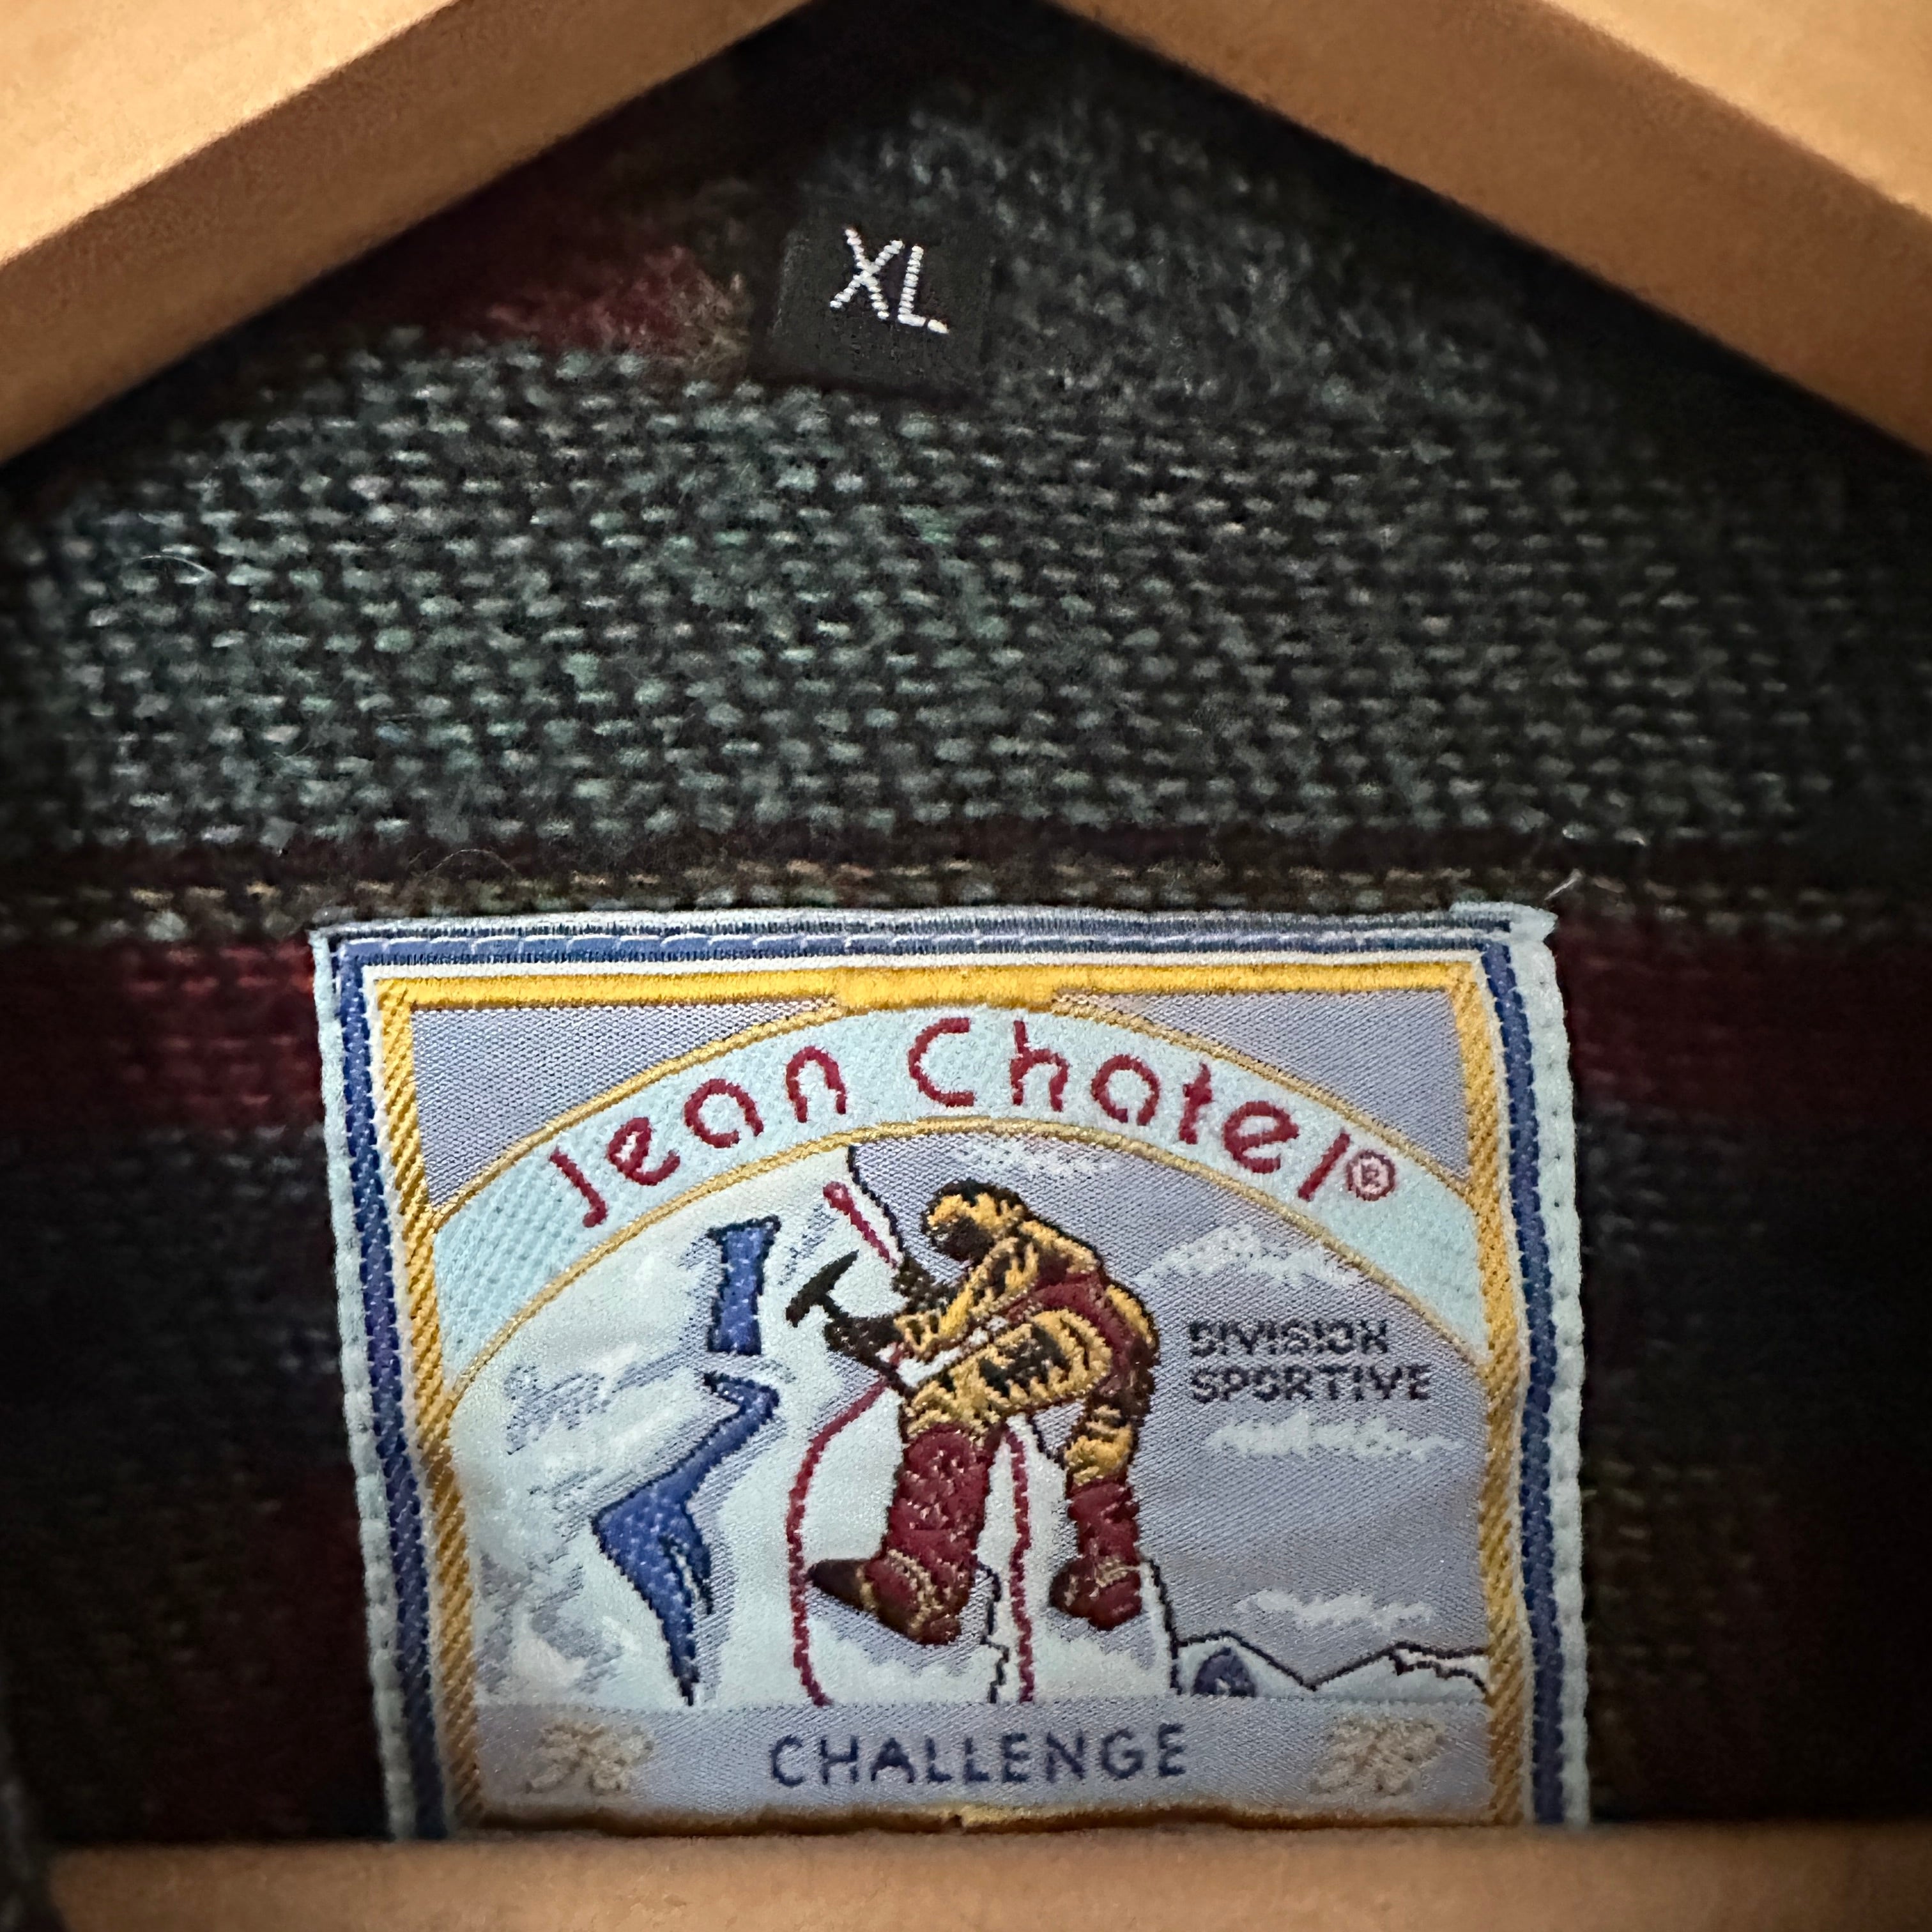 XL
Jean Chatel®
DIVISION
SPORTIVE
CHALLENGE